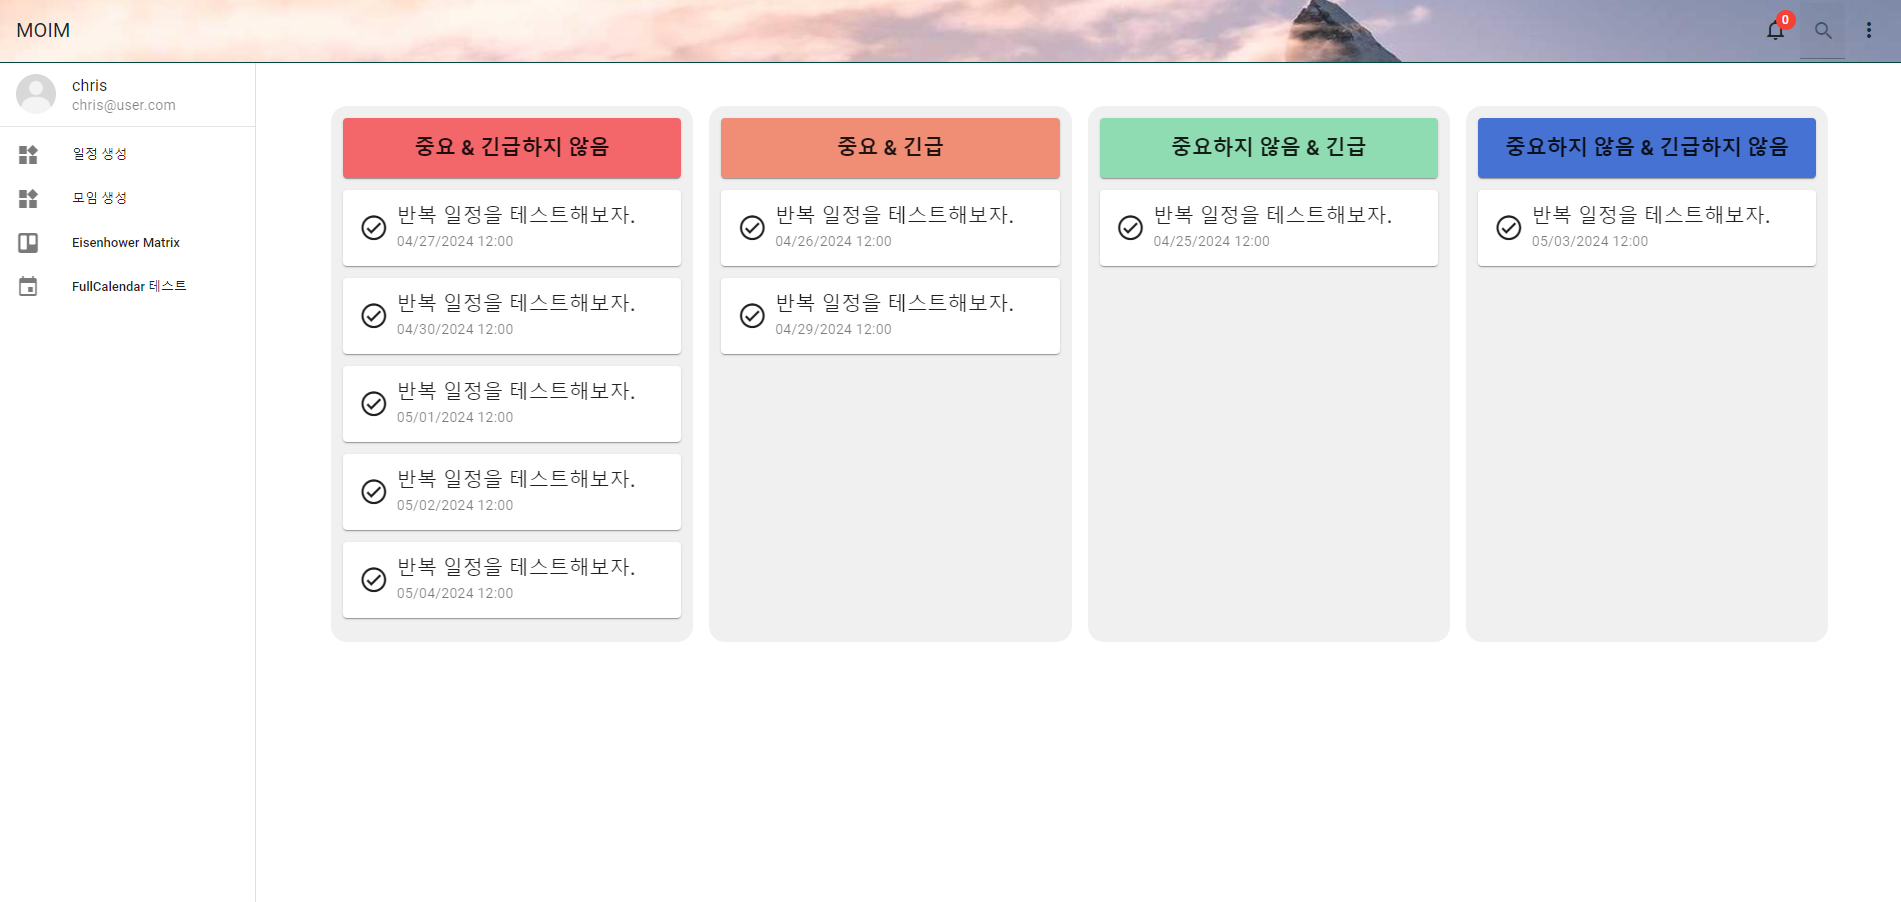 MOIM
0
chris
chris@user.com
일정 생성
모임 생성
Eisenhower Matrix
FullCalendar 테스트
중요 & 긴급하지 않음
반복 일정을 테스트해보자.
04/27/2024 12:00
반복 일정을 테스트해보자.
04/30/2024 12:00
반복 일정을 테스트해보자.
05/01/2024 12:00
반복 일정을 테스트해보자.
05/02/2024 12:00
반복 일정을 테스트해보자.
05/04/2024 12:00
중요 & 긴급
반복 일정을 테스트해보자.
04/26/2024 12:00
반복 일정을 테스트해보자.
04/29/2024 12:00
중요하지 않음 & 긴급
반복 일정을 테스트해보자.
04/25/2024 12:00
중요하지 않음 & 긴급하지 않음
반복 일정을 테스트해보자.
05/03/2024 12:00